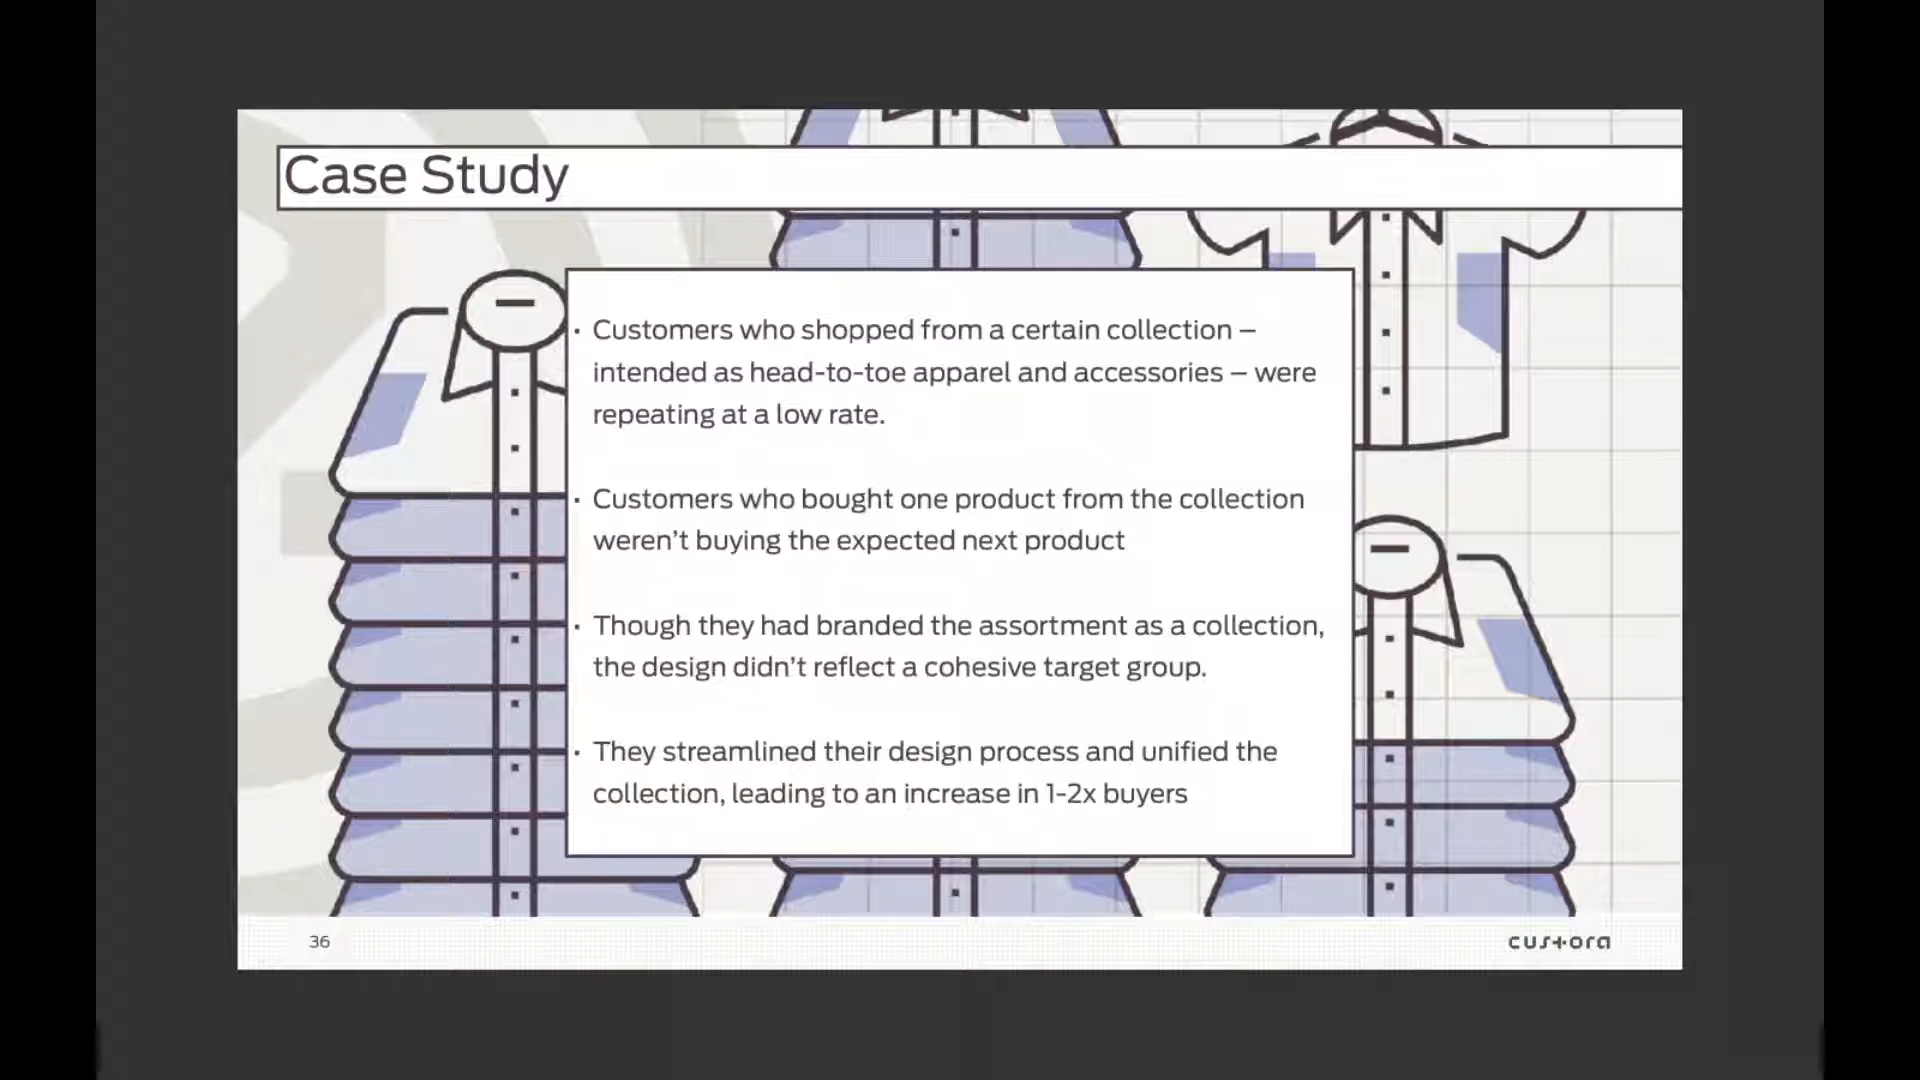 Case Study
· Customers who shopped from a certain collection –
intended as head-to-toe apparel and accessories – were
repeating at a low rate.
· Customers who bought one product from the collection
weren’t buying the expected next product
· Though they had branded the assortment as a collection,
the design didn’t reflect a cohesive target group.
· They streamlined their design process and unified the
collection, leading to an increase in 1-2x buyers
36
custora